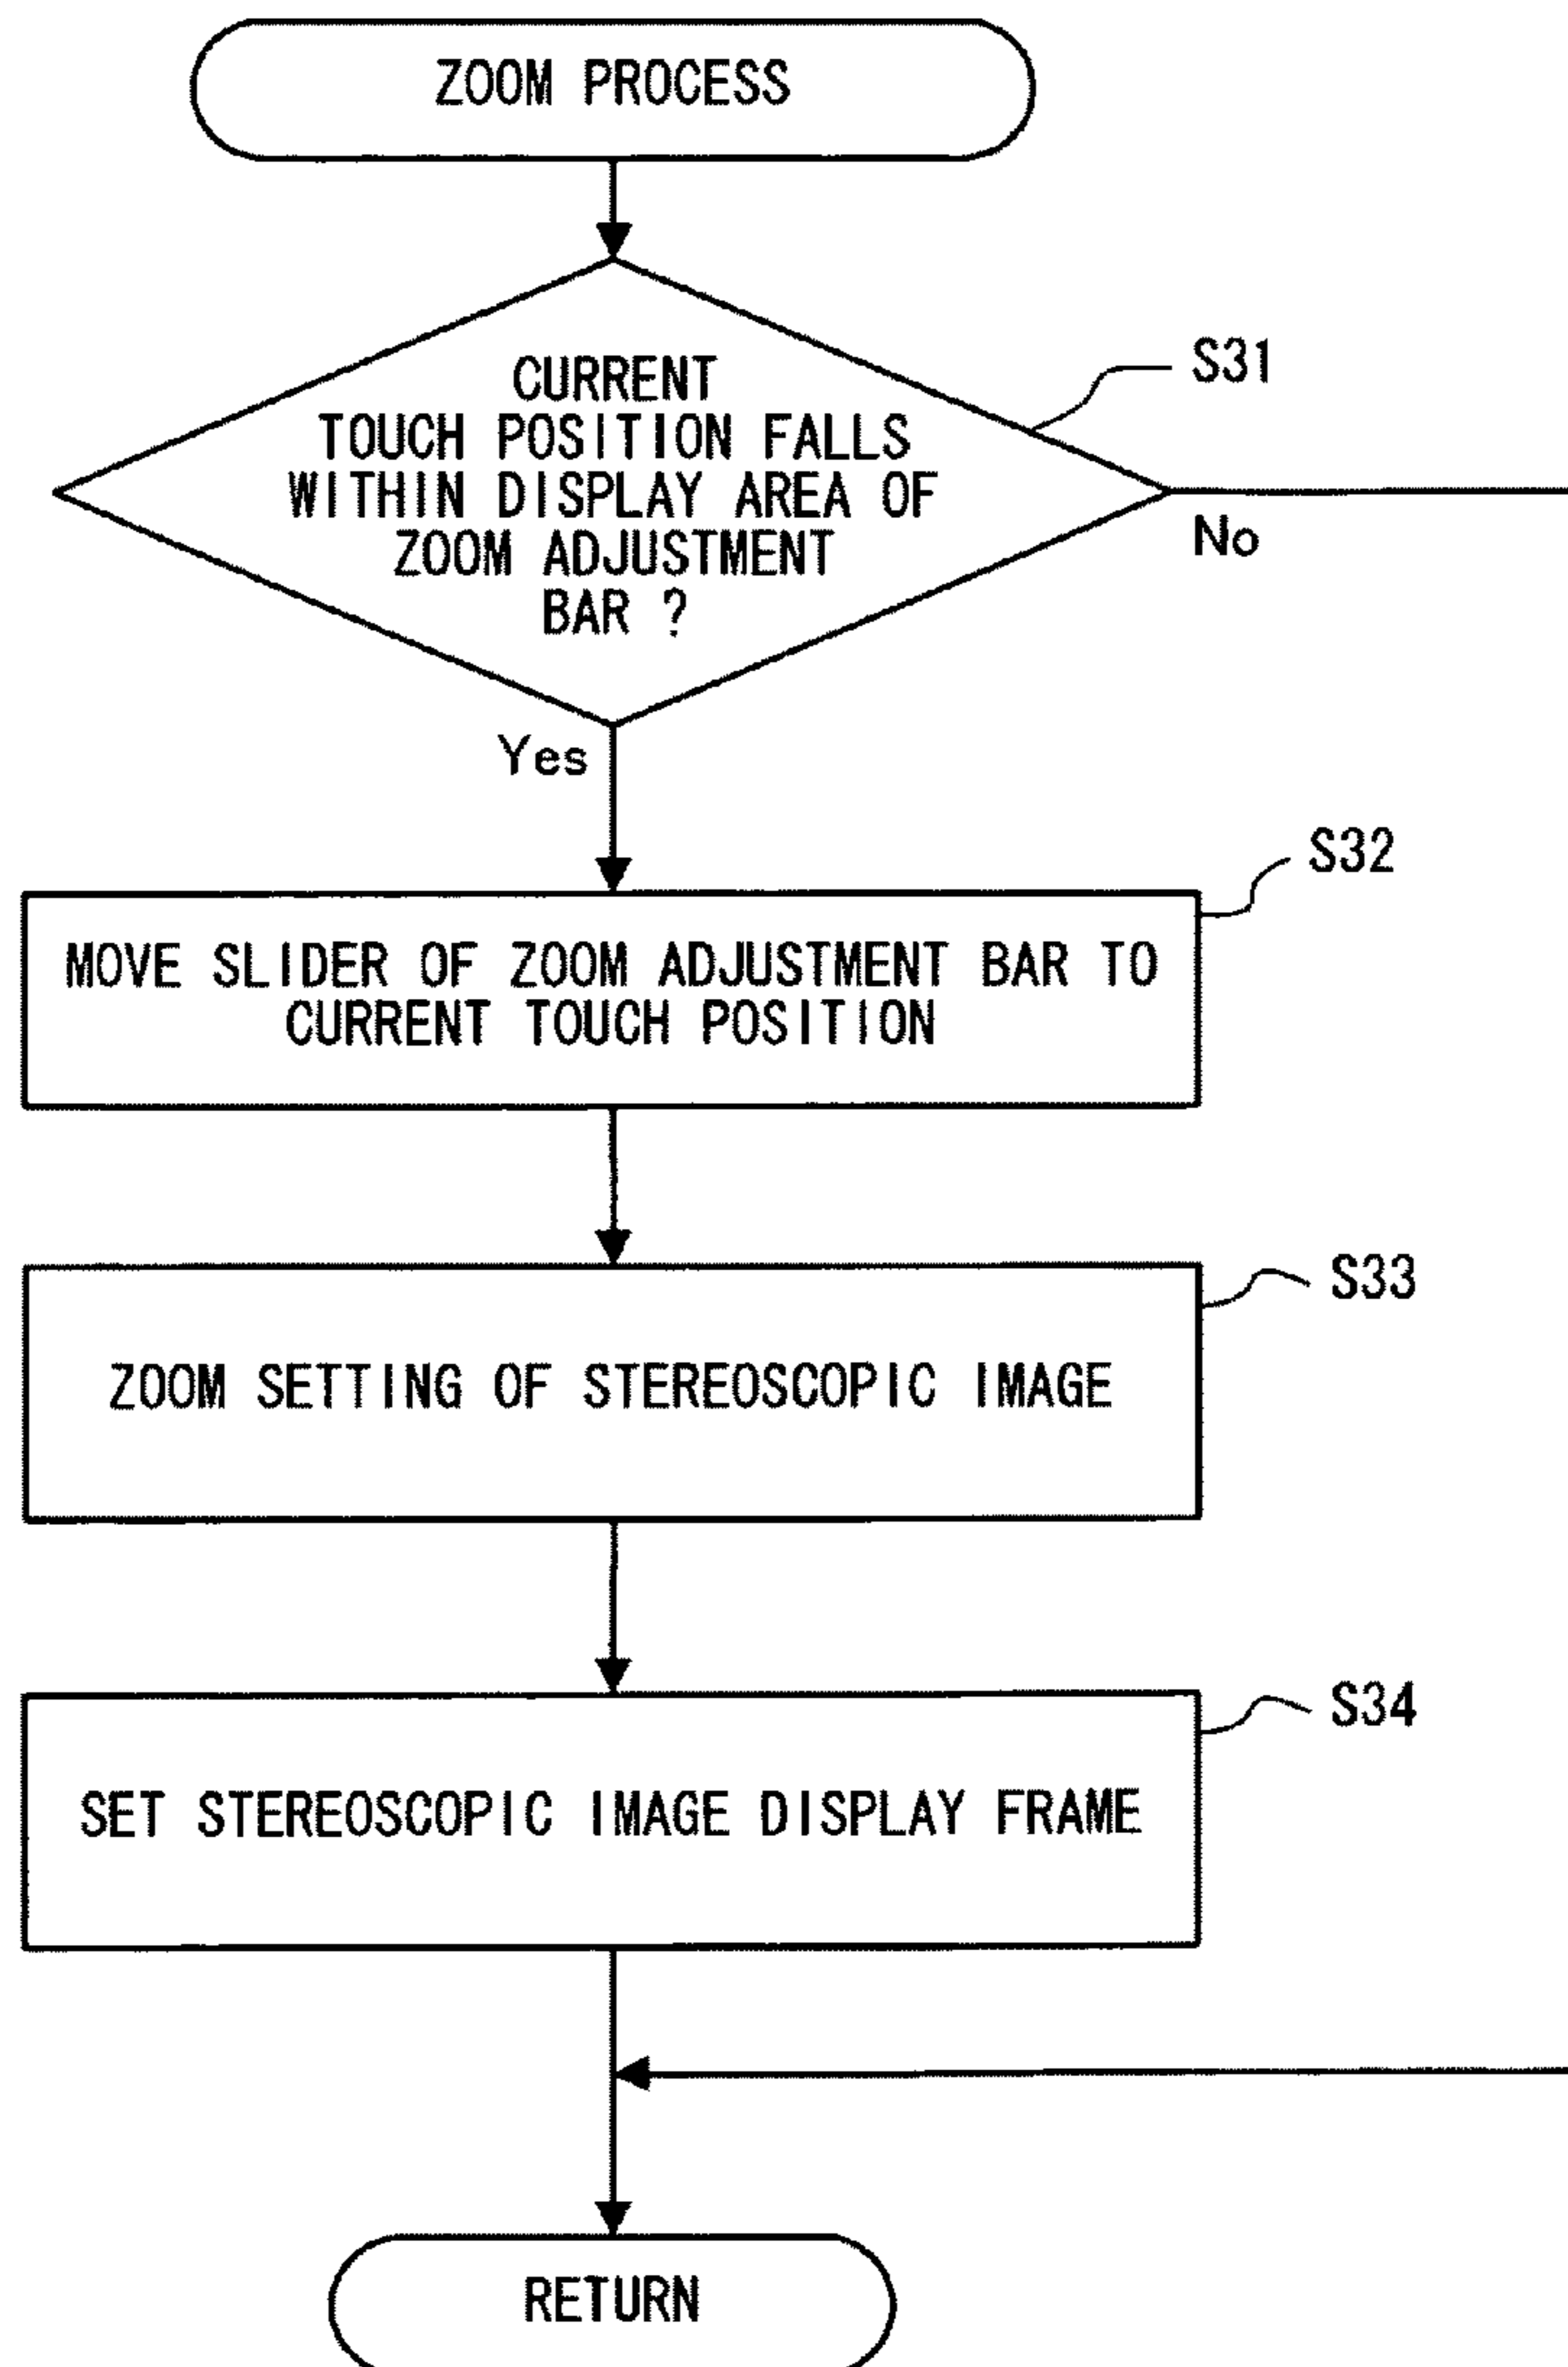 ZOOM PROCESS
CURRENT
TOUCH POSITION FALLS
WITHIN DISPLAY AREA OF
ZOOM ADJUSTMENT
BAR ?
S31
No
Yes
S32
MOVE SLIDER OF ZOOM ADJUSTMENT BAR TO
CURRENT TOUCH POSITION
S33
ZOOM SETTING OF STEREOSCOPIC IMAGE
S34
SET STEREOSCOPIC IMAGE DISPLAY FRAME
RETURN